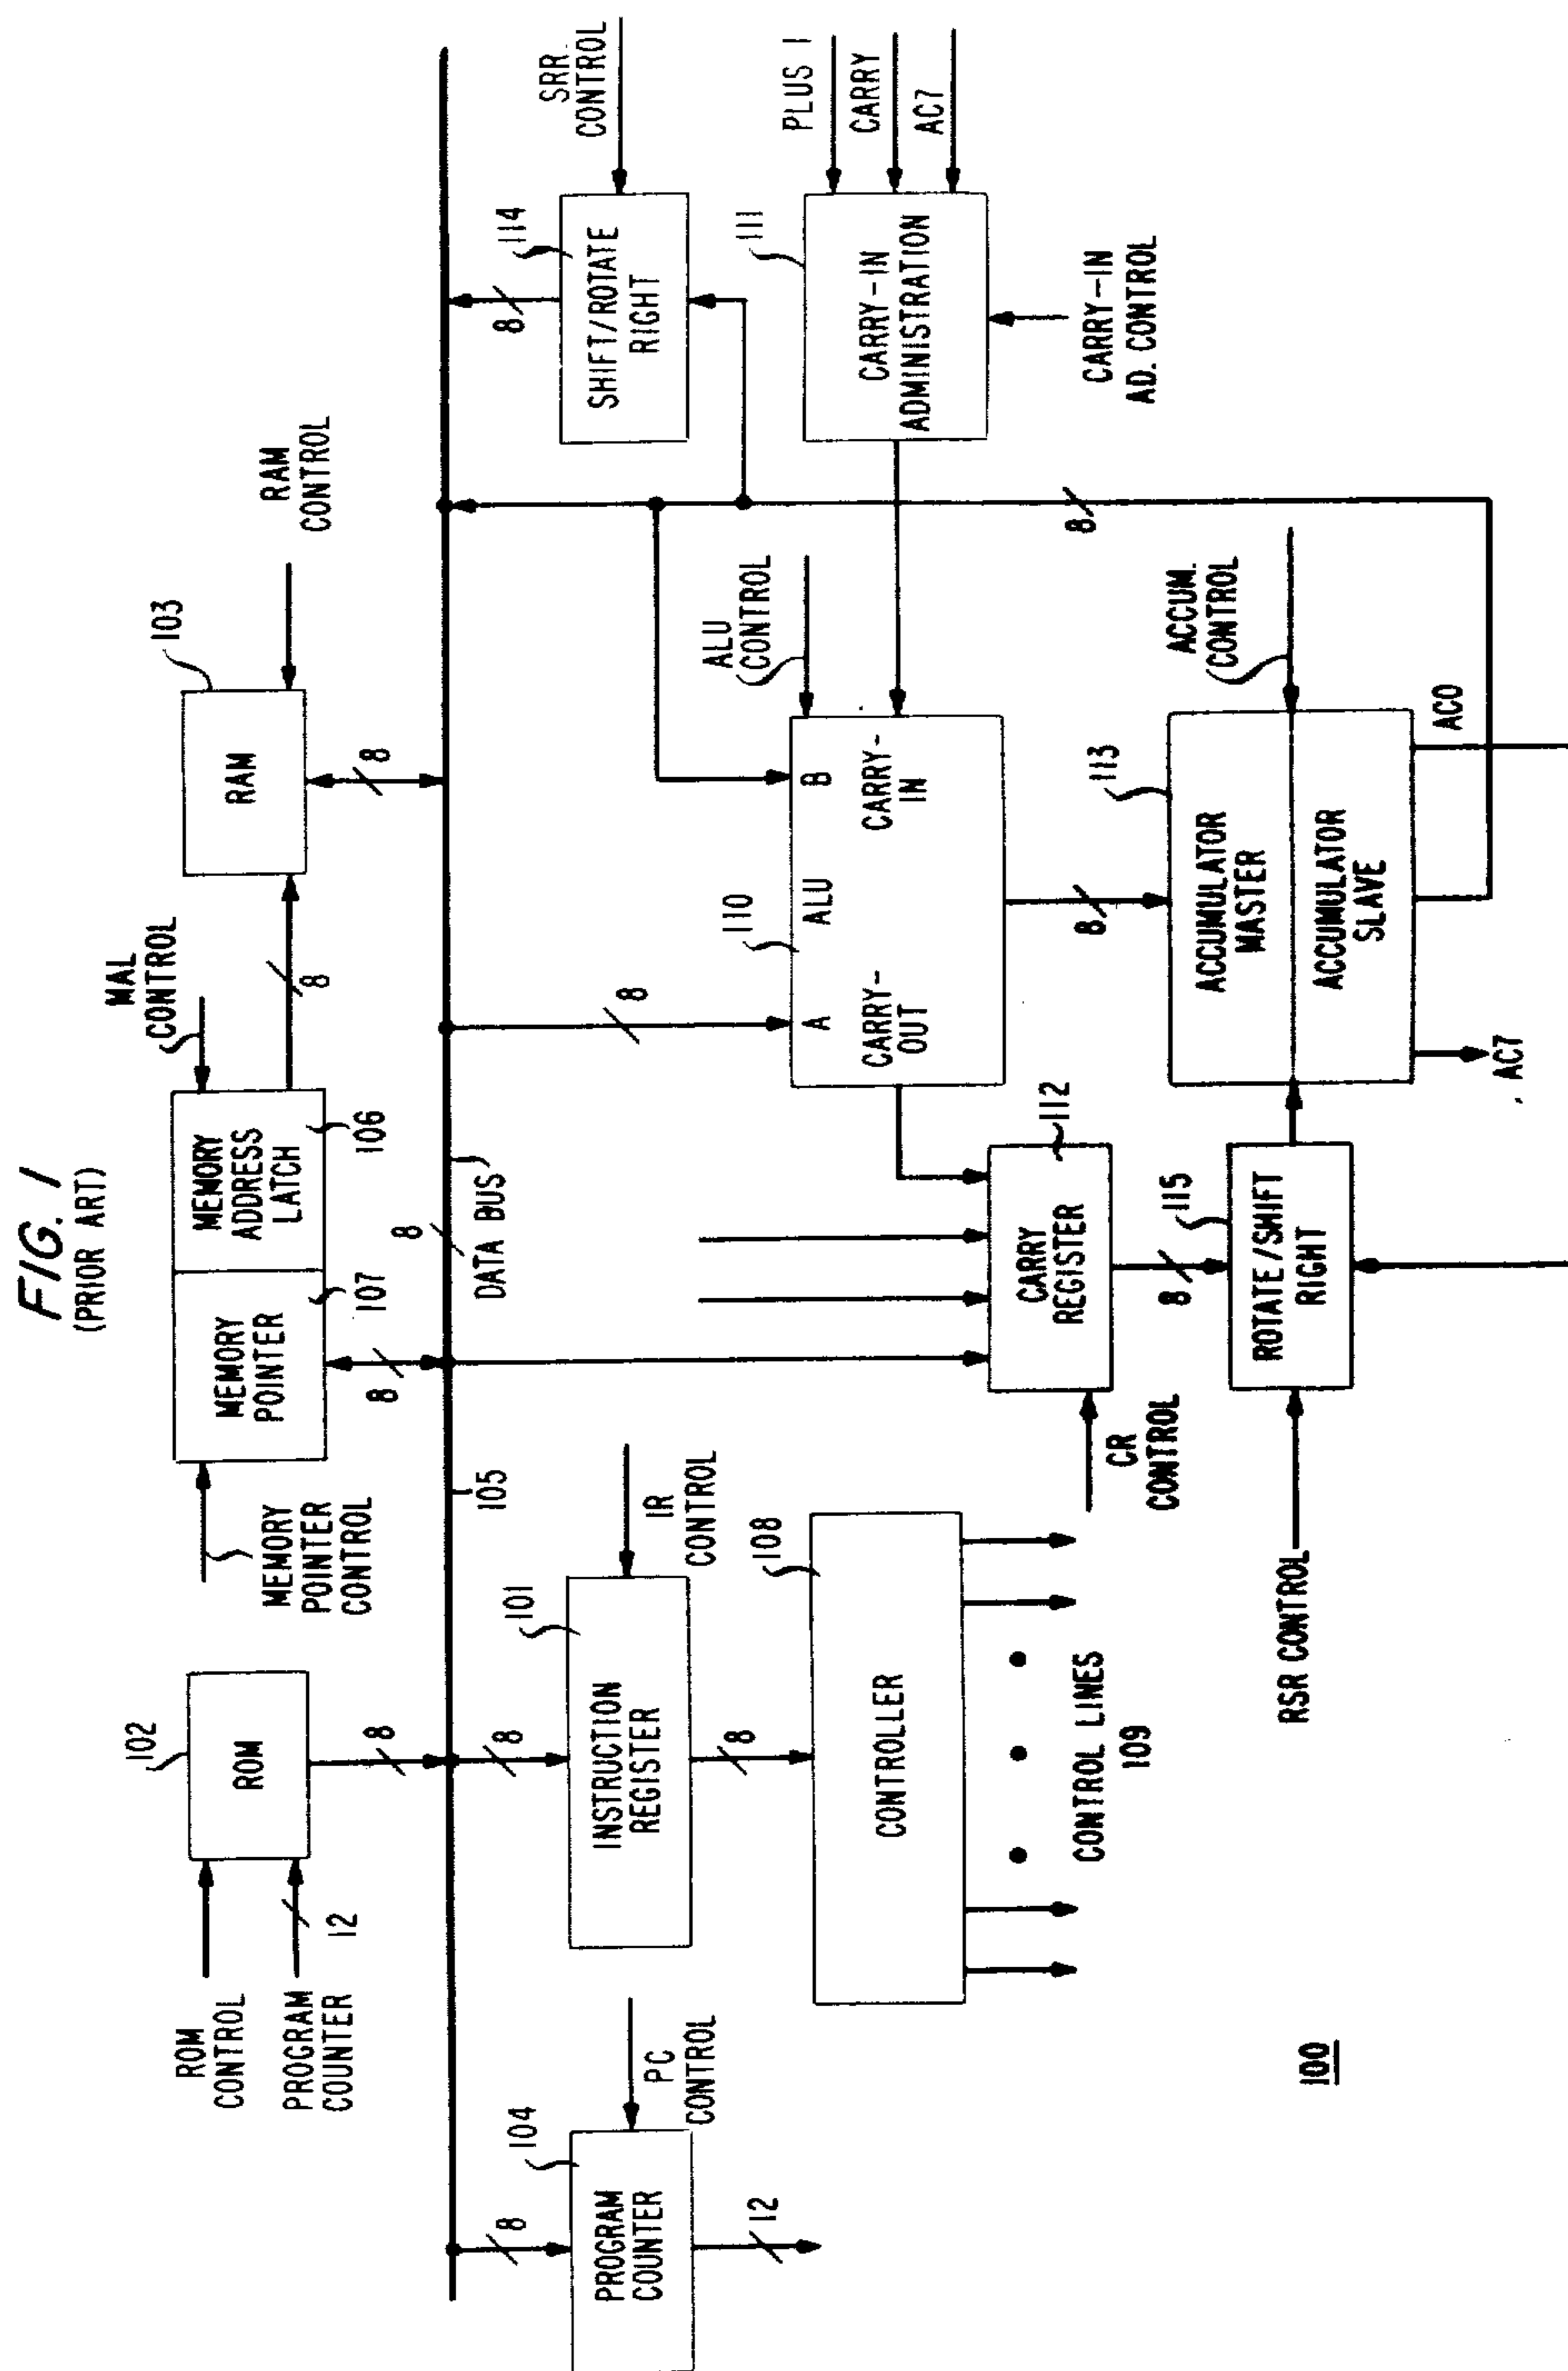 FIG. 1
(PRIOR ART)
ROM
CONTROL
PROGRAM
COUNTER
12
102
ROM
8
MEMORY
POINTER
CONTROL
MEMORY
POINTER
107
MEMORY
ADDRESS
LATCH
106
8
MAL
CONTROL
8
103
RAM
8
RAM
CONTROL
105
8
DATA BUS
104
8
PROGRAM
COUNTER
PC
CONTROL
12
101
8
INSTRUCTION
REGISTER
IR
CONTROL
8
108
CONTROLLER
CONTROL LINES
109
8
110
A
ALU
B
CARRY-
OUT
CARRY-
IN
ALU
CONTROL
8
114
SHIFT/ROTATE
RIGHT
SRR
CONTROL
111
CARRY-IN
ADMINISTRATION
PLUS 1
CARRY
AC7
CARRY-IN
AD. CONTROL
8
112
CARRY
REGISTER
CR
CONTROL
8
115
ROTATE/SHIFT
RIGHT
RSR CONTROL
8
113
ACCUMULATOR
MASTER
ACCUMULATOR
SLAVE
ACCUM.
CONTROL
AC7
AC0
100